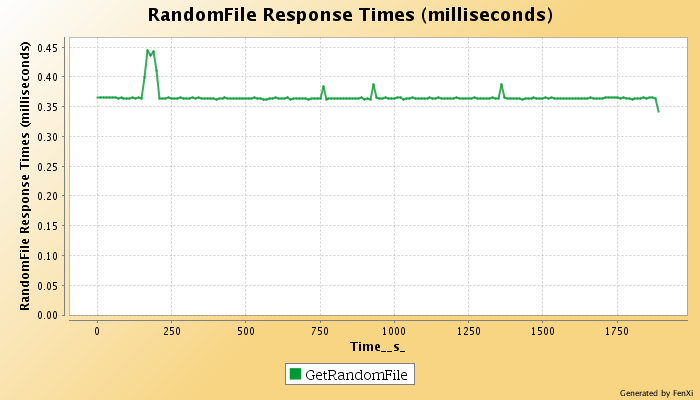 RandomFile Response Times (milliseconds)
RandomFile Response Times (milliseconds)
0.45
0.40
0.35
0.30
0.25
0.20
0.15
0.10
0.05
0.00
0 250 500 750 1000 1250 1500 1750
Time__s_
GetRandomFile
Generated by FenXi